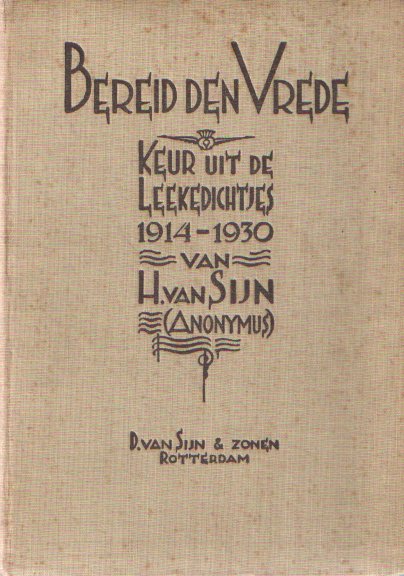 BEREID DEN VREDE
KEUR UIT DE
LEEKEDICHTJES
1914-1930
VAN
H. VAN SIJN
(ANONYMUS)
D. VAN SIJN & ZONEN
ROTTERDAM